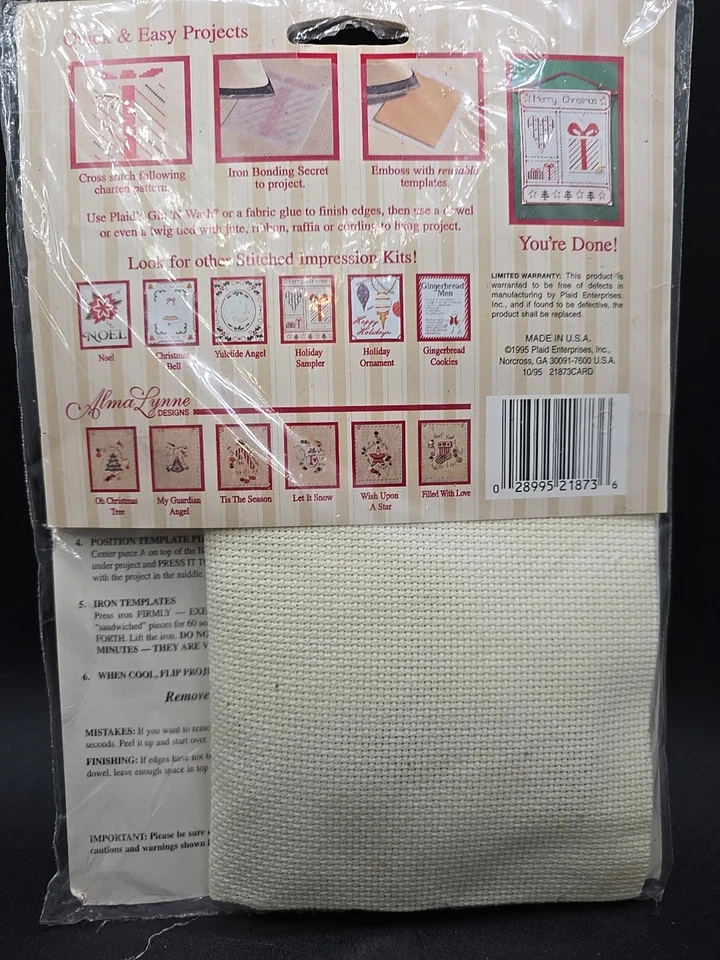 Quick & Easy Projects
Cross stitch following
charted pattern.
Iron Bonding Secret
to project.
Emboss with reusable
templates.
Merry Christmas
You're Done!
Use Plaid's Glu 'N Wash® or a fabric glue to finish edges, then use a dowel
or even a twig tied with jute, ribbon, raffia or cording to hang project.
Look for other Stitched Impression Kits!
NOEL
Merry Christmas
Happy
Holidays
Gingerbread
Men
Noel
Christmas
Bell
Yuletide Angel
Holiday
Sampler
Holiday
Ornament
Gingerbread
Cookies
LIMITED WARRANTY: This product is
warranted to be free of defects in
manufacturing by Plaid Enterprises,
Inc., and if found to be defective, the
product shall be replaced.
MADE IN U.S.A.
©1995 Plaid Enterprises, Inc.,
Norcross, GA 30091-7600 U.S.A.
10/95 21873CARD
Alma Lynne
DESIGNS
Oh Christmas
Tree
My Guardian
Angel
Tis The Season
Let It Snow
Wish Upon
A Star
Filled With Love
0 28995 21873 6
4. POSITION TEMPLATE
Center piece A on top of the
under project and PRESS IT
with the project in the middle.
5. IRON TEMPLATES
Press iron FIRMLY —
"sandwiched" pieces for 60
FORTH. Lift the iron. DO
MINUTES — THEY ARE
6. WHEN COOL, FLIP
Remove
MISTAKES: If you want to
seconds. Peel it up and start over.
FINISHING: If edges have not
dowel, leave enough space in top
IMPORTANT: Please be sure
cautions and warnings shown